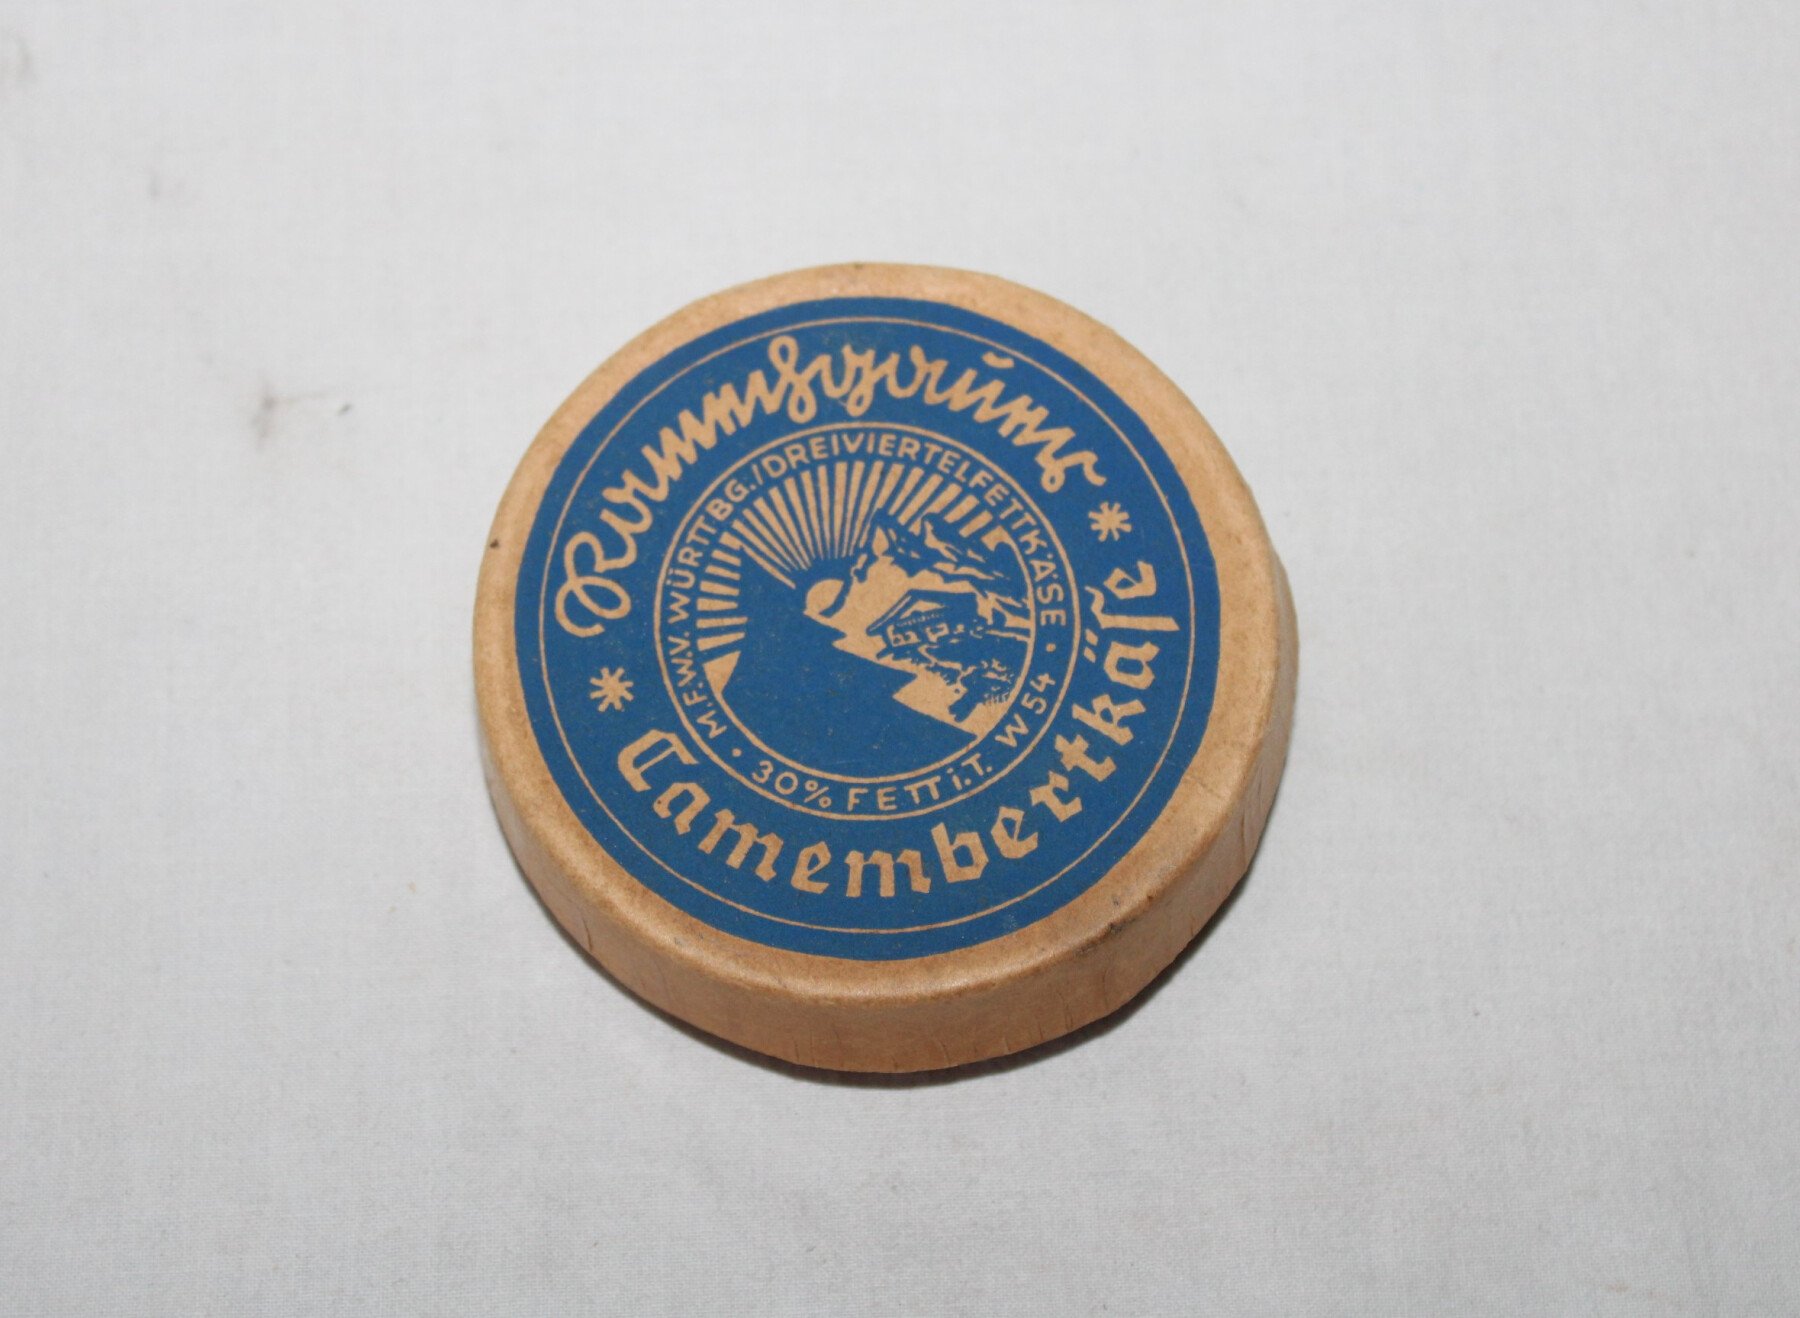 Camembertkäse
M.F.W.V. WÜRTTBG./DREIVIERTELFETTKÄSE · W 54
· 30% FETT i.T.